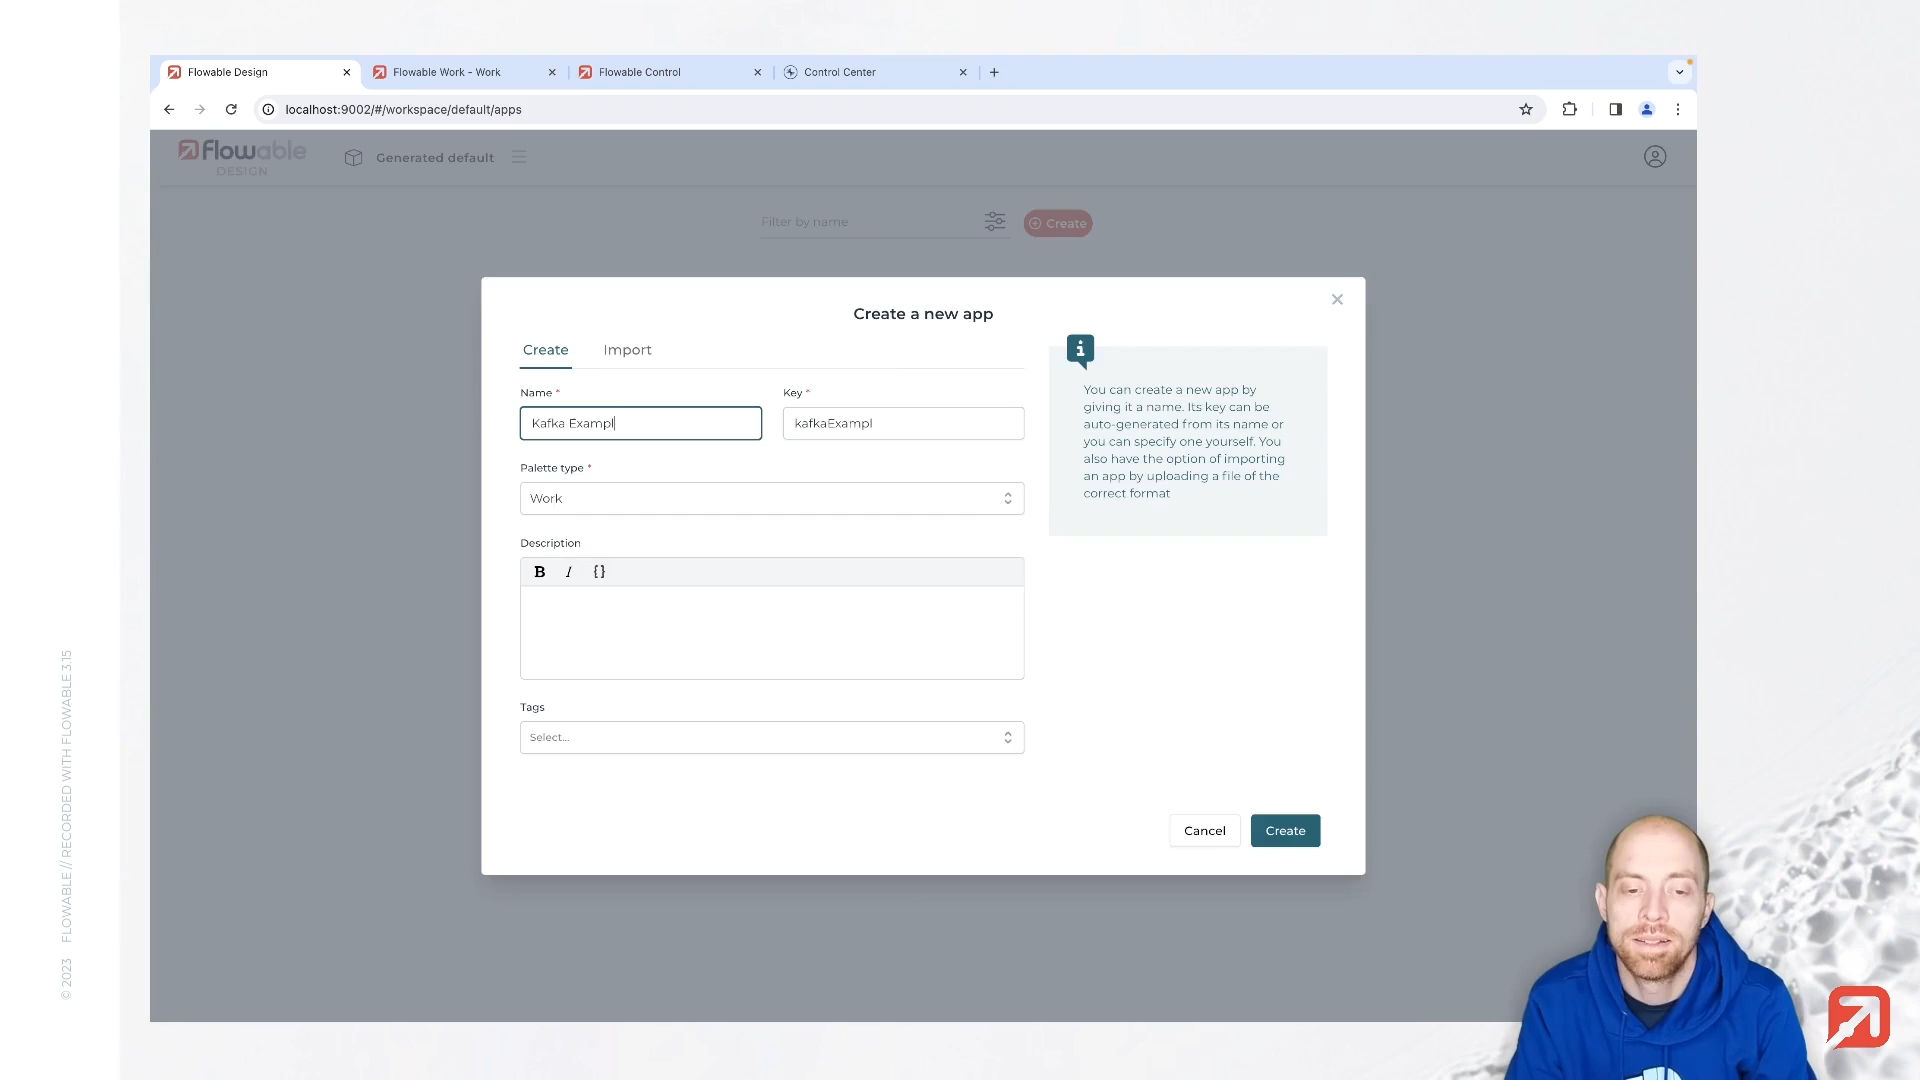 Flowable Design
Flowable Work - Work
Flowable Control
Control Center
localhost:9002/#/workspace/default/apps
Flowable
DESIGN
Generated default
Filter by name
Create
Create a new app
Create
Import
Name *
Key *
Kafka Exampl
kafkaExampl
Palette type *
Work
Description
B I {}
Tags
Select...
You can create a new app by
giving it a name. Its key can be
auto-generated from its name or
you can specify one yourself. You
also have the option of importing
an app by uploading a file of the
correct format
Cancel
Create
© 2023 FLOWABLE // RECORDED WITH FLOWABLE 3.15